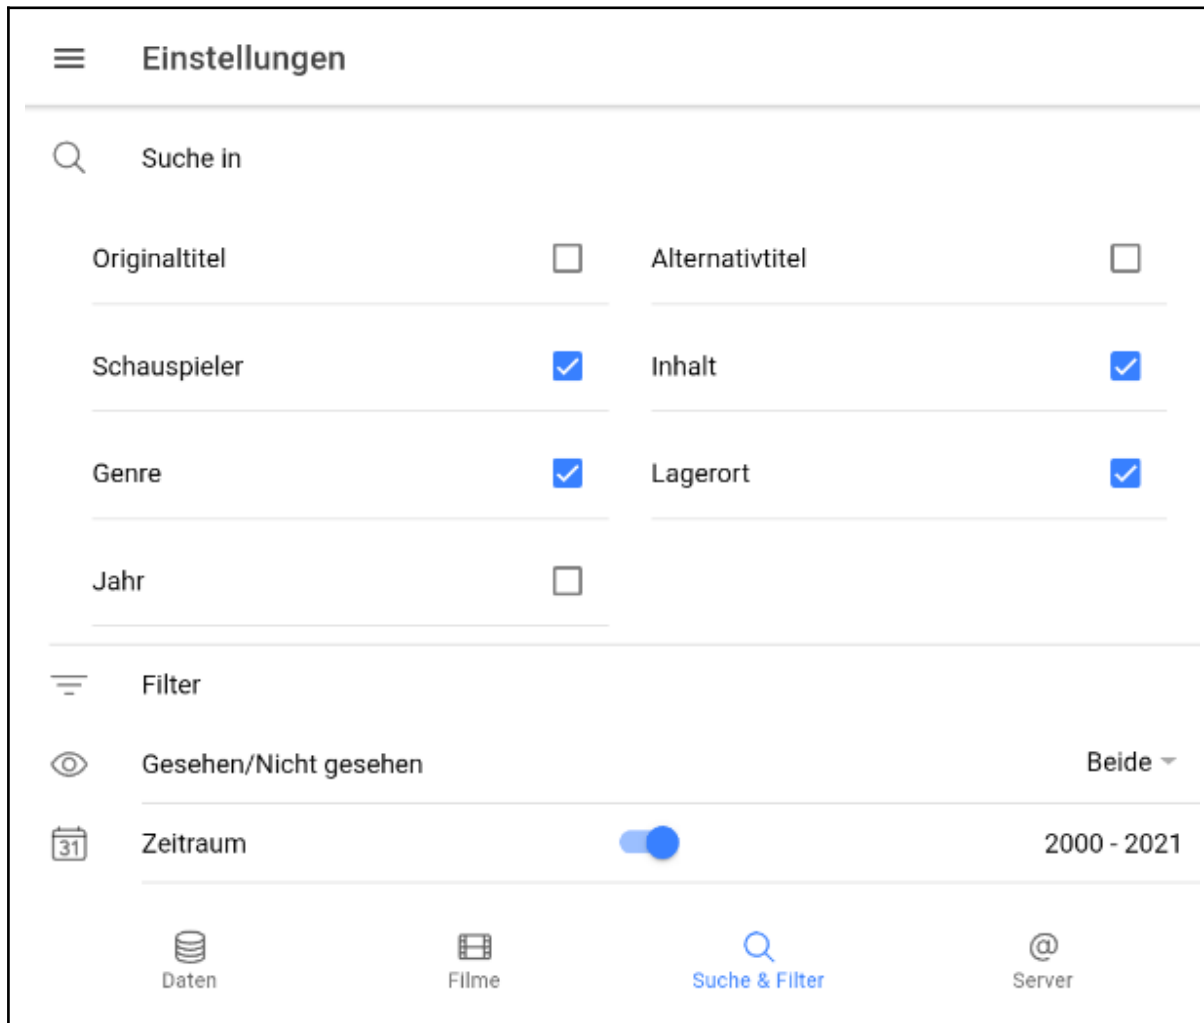 Einstellungen
Suche in
Originaltitel
Alternativtitel
Schauspieler
Inhalt
Genre
Lagerort
Jahr
Filter
Gesehen/Nicht gesehen
Beide
31
Zeitraum
2000 - 2021
Daten
Filme
Suche & Filter
@
Server